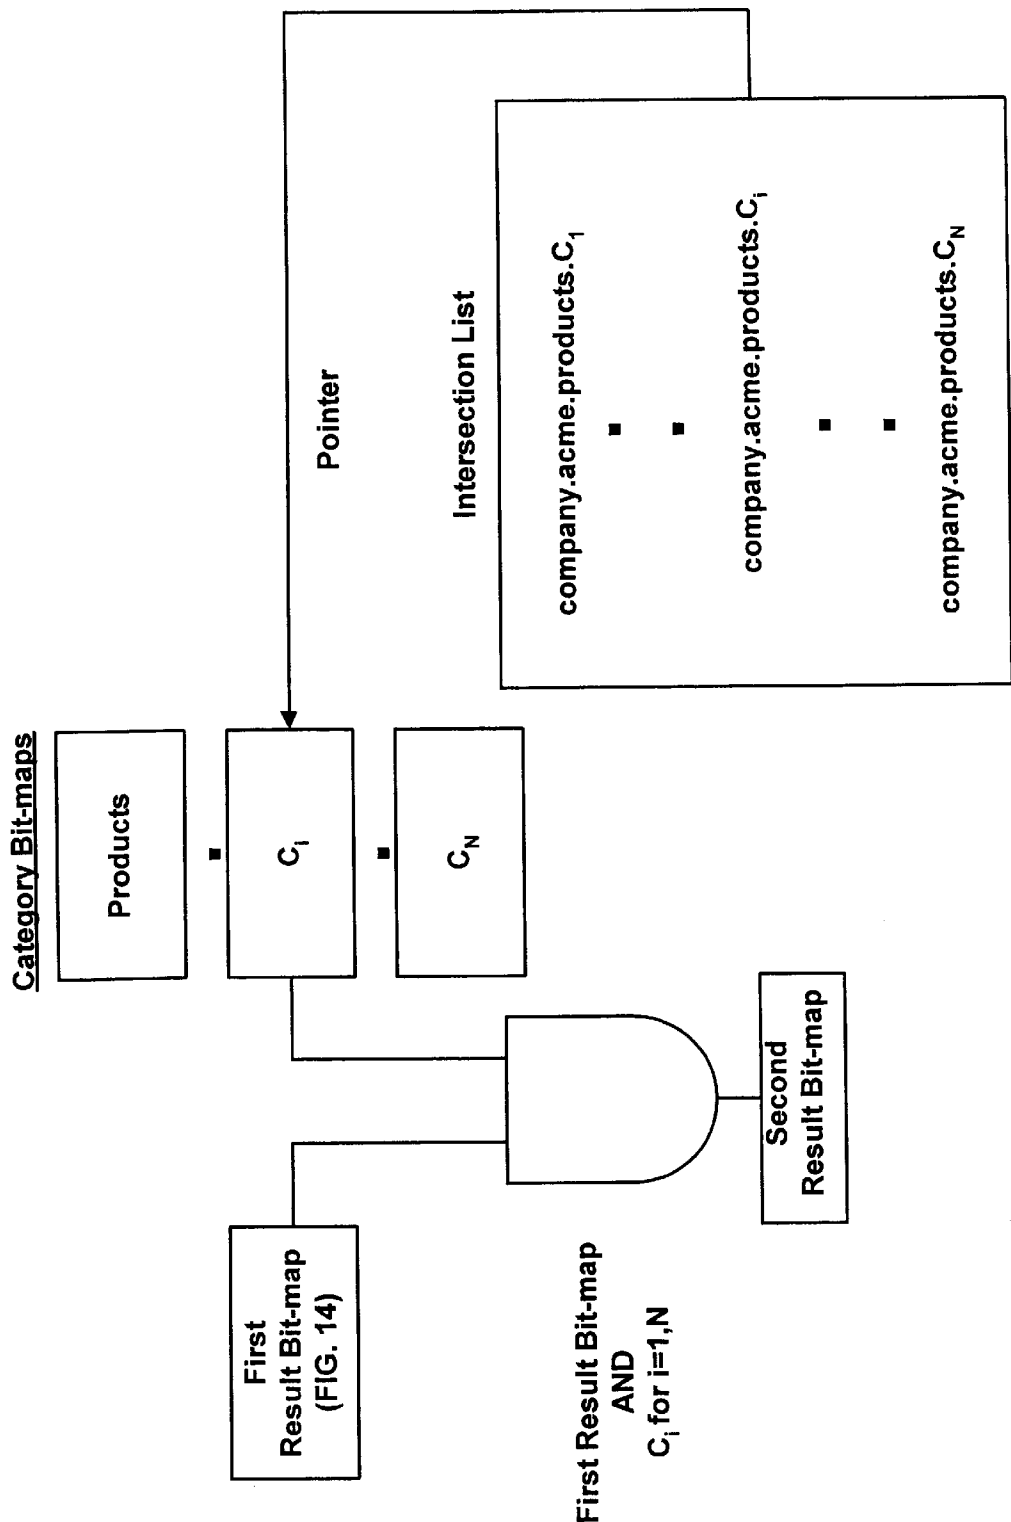 Category Bit-maps
Products
C_i
C_N
Pointer
Intersection List
company.acme.products.C_1
company.acme.products.C_i
company.acme.products.C_N
First
Result Bit-map
(FIG. 14)
First Result Bit-map
AND
C_i for i=1,N
Second
Result Bit-map